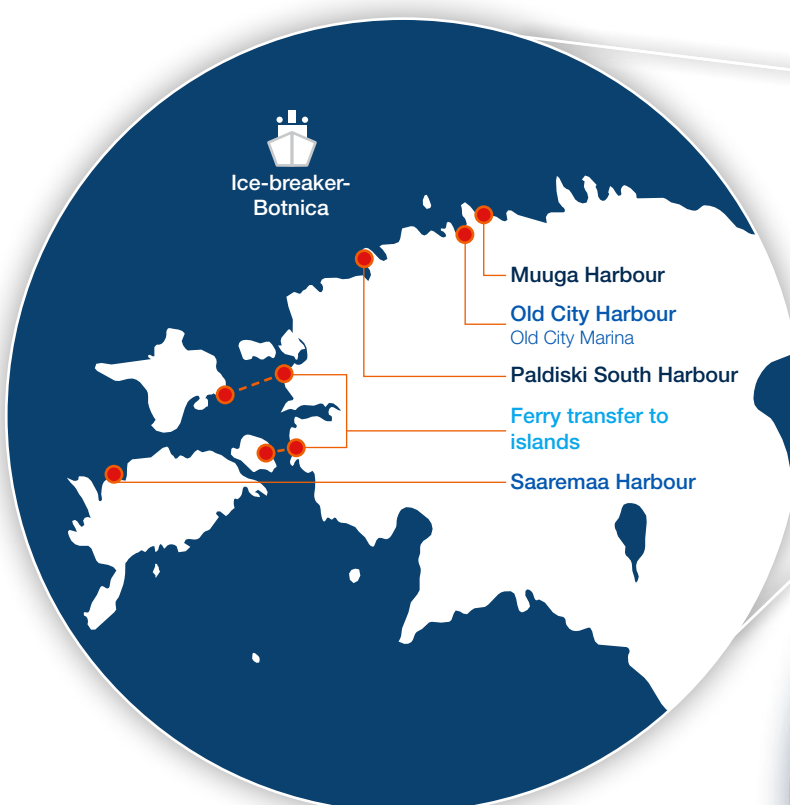 Ice-breaker-
Botnica
Muuga Harbour
Old City Harbour
Old City Marina
Paldiski South Harbour
Ferry transfer to
islands
Saaremaa Harbour